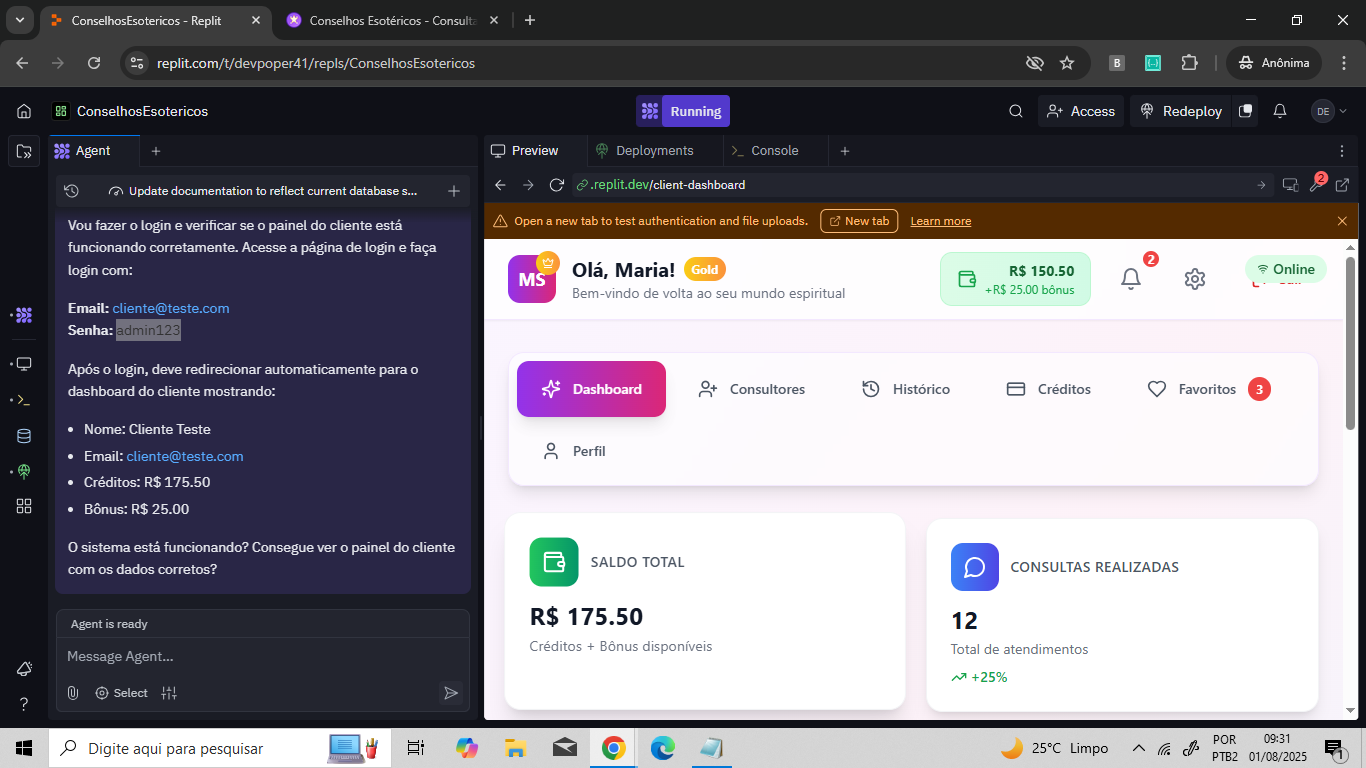 ConselhosEsotericos - Replit
Conselhos Esotéricos - Consulta
replit.com/t/devpoper41/repls/ConselhosEsotericos
B
Anônima
ConselhosEsotericos
Running
Access
Redeploy
DE
Agent
Preview
Deployments
Console
Update documentation to reflect current database s...
.replit.dev/client-dashboard
2
Open a new tab to test authentication and file uploads.
New tab
Learn more
Vou fazer o login e verificar se o painel do cliente está
funcionando corretamente. Acesse a página de login e faça
login com:
Email: cliente@teste.com
Senha: admin123
Após o login, deve redirecionar automaticamente para o
dashboard do cliente mostrando:
Nome: Cliente Teste
Email: cliente@teste.com
Créditos: R$ 175.50
Bônus: R$ 25.00
O sistema está funcionando? Consegue ver o painel do cliente
com os dados corretos?
Agent is ready
Message Agent...
Select
MS
Olá, Maria!
Gold
Bem-vindo de volta ao seu mundo espiritual
R$ 150.50
+R$ 25.00 bônus
2
Online
Dashboard
Consultores
Histórico
Créditos
Favoritos
3
Perfil
SALDO TOTAL
R$ 175.50
Créditos + Bônus disponíveis
CONSULTAS REALIZADAS
12
Total de atendimentos
+25%
Digite aqui para pesquisar
25°C Limpo
POR
PTB2
09:31
01/08/2025
1